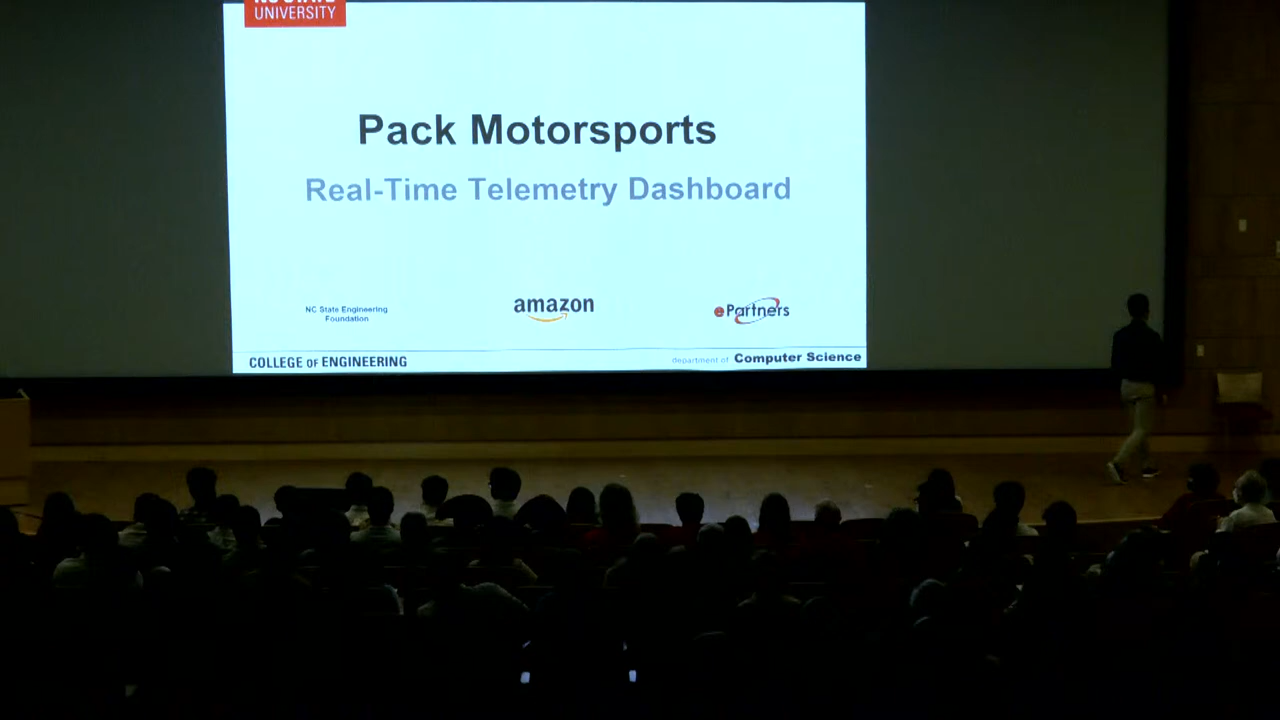 UNIVERSITY
Pack Motorsports
Real-Time Telemetry Dashboard
NC State Engineering
Foundation
amazon
ePartners
COLLEGE OF ENGINEERING
department of Computer Science